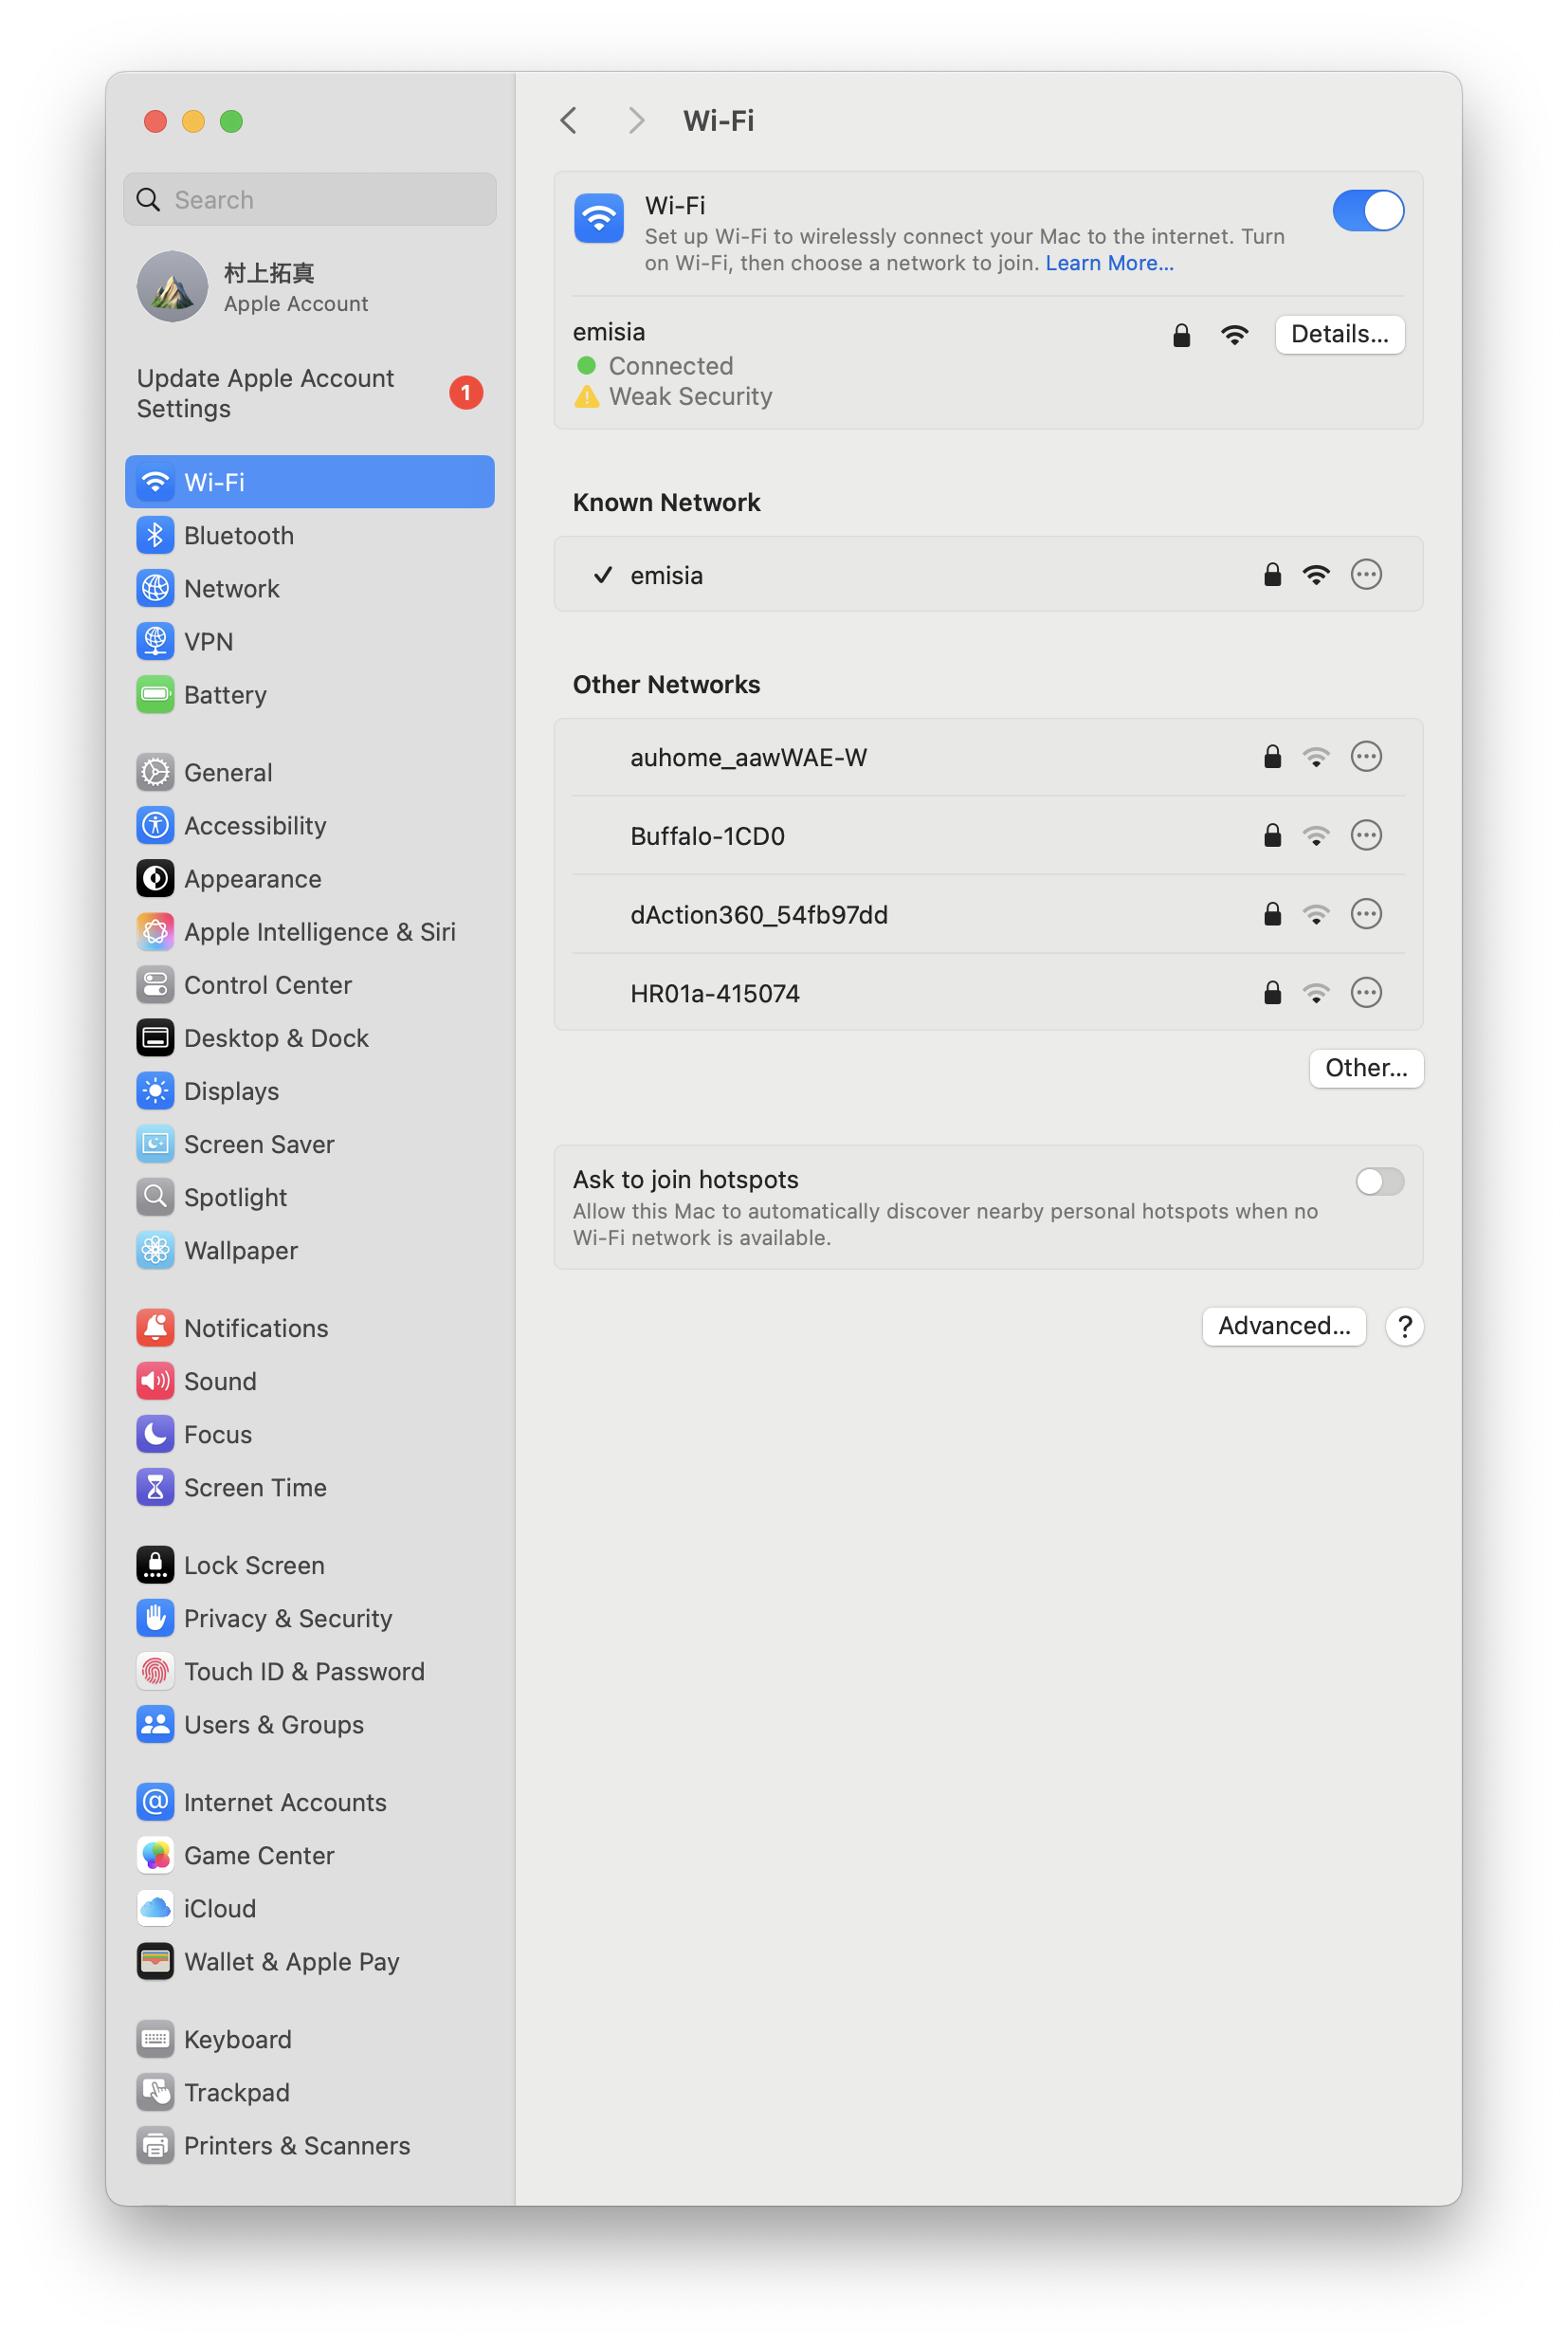 Search
村上拓真
Apple Account
Update Apple Account
Settings
1
Wi-Fi
Bluetooth
Network
VPN
Battery
General
Accessibility
Appearance
Apple Intelligence & Siri
Control Center
Desktop & Dock
Displays
Screen Saver
Spotlight
Wallpaper
Notifications
Sound
Focus
Screen Time
Lock Screen
Privacy & Security
Touch ID & Password
Users & Groups
Internet Accounts
Game Center
iCloud
Wallet & Apple Pay
Keyboard
Trackpad
Printers & Scanners
Wi-Fi
Wi-Fi
Set up Wi-Fi to wirelessly connect your Mac to the internet. Turn
on Wi-Fi, then choose a network to join. Learn More...
emisia
Details...
Connected
Weak Security
Known Network
emisia
Other Networks
auhome_aawWAE-W
Buffalo-1CD0
dAction360_54fb97dd
HR01a-415074
Other...
Ask to join hotspots
Allow this Mac to automatically discover nearby personal hotspots when no
Wi-Fi network is available.
Advanced...
?